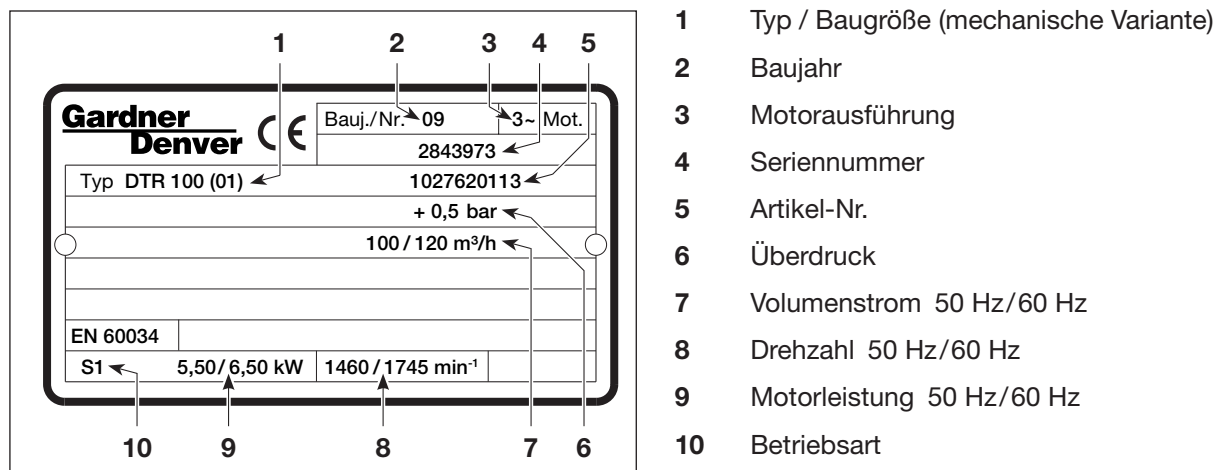 1 2 3 4 5
Gardner
Denver
CE
Bauj./Nr. 09 3~ Mot.
2843973
Typ DTR 100 (01) 1027620113
+ 0,5 bar
100 / 120 m³/h
EN 60034
S1 5,50/6,50 kW 1460 / 1745 min⁻¹
10 9 8 7 6
1 Typ / Baugröße (mechanische Variante)
2 Baujahr
3 Motorausführung
4 Seriennummer
5 Artikel-Nr.
6 Überdruck
7 Volumenstrom 50 Hz/60 Hz
8 Drehzahl 50 Hz/60 Hz
9 Motorleistung 50 Hz/60 Hz
10 Betriebsart